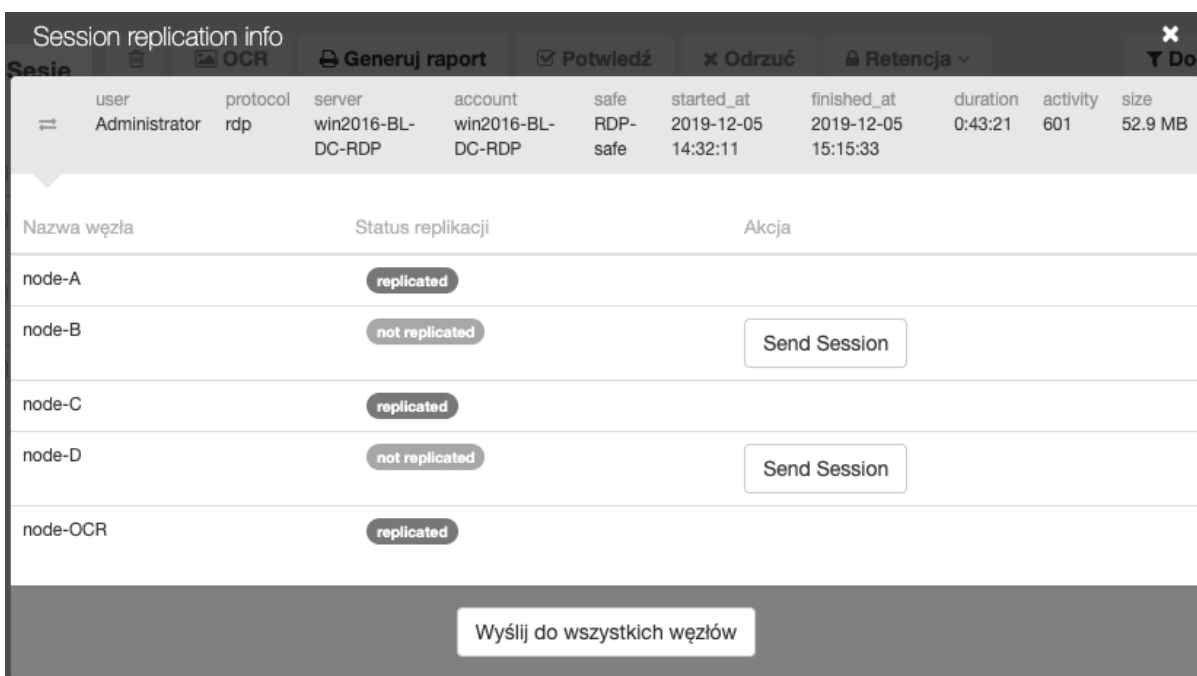 Session replication info
Sesje OCR Generuj raport Potwiedź Odrzuć Retencja Do
user protocol server account safe started_at finished_at duration activity size
Administrator rdp win2016-BL- win2016-BL- RDP- 2019-12-05 2019-12-05 0:43:21 601 52.9 MB
DC-RDP DC-RDP safe 14:32:11 15:15:33
Nazwa węzła Status replikacji Akcja
node-A replicated
node-B not replicated Send Session
node-C replicated
node-D not replicated Send Session
node-OCR replicated
Wyślij do wszystkich węzłów